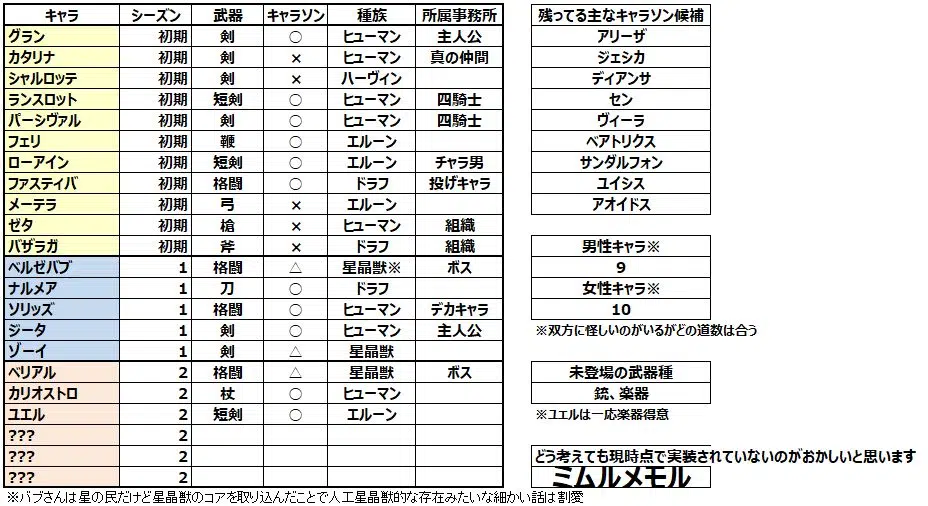 キャラ シーズン 武器 キャラソン 種族 所属事務所
グラン 初期 剣 〇 ヒューマン 主人公
カタリナ 初期 剣 × ヒューマン 真の仲間
シャルロッテ 初期 剣 × ハーヴィン
ランスロット 初期 短剣 〇 ヒューマン 四騎士
パーシヴァル 初期 剣 〇 ヒューマン 四騎士
フェリ 初期 鞭 〇 エルーン
ローアイン 初期 短剣 〇 エルーン チャラ男
ファスティバ 初期 格闘 〇 ドラフ 投げキャラ
メーテラ 初期 弓 × エルーン
ゼタ 初期 槍 × ヒューマン 組織
バザラガ 初期 斧 × ドラフ 組織
ベルゼバブ 1 格闘 △ 星晶獣※ ボス
ナルメア 1 刀 〇 ドラフ
ソリッズ 1 格闘 〇 ヒューマン デカキャラ
ジータ 1 剣 〇 ヒューマン 主人公
ゾーイ 1 剣 △ 星晶獣
ベリアル 2 格闘 △ 星晶獣 ボス
カリオストロ 2 杖 〇 ヒューマン
ユエル 2 短剣 〇 エルーン
??? 2
??? 2
??? 2
※バブさんは星の民だけど星晶獣のコアを取り込んだことで人工星晶獣的な存在みたいな細かい話は割愛
残ってる主なキャラソン候補
アリーザ
ジェシカ
ディアンサ
セン
ヴィーラ
ベアトリクス
サンダルフォン
ユイシス
アオイドス
男性キャラ※
9
女性キャラ※
10
※双方に怪しいのがいるがどの道数は合う
未登場の武器種
銃、楽器
※ユエルは一応楽器得意
どう考えても現時点で実装されていないのがおかしいと思います
ミムルメモル